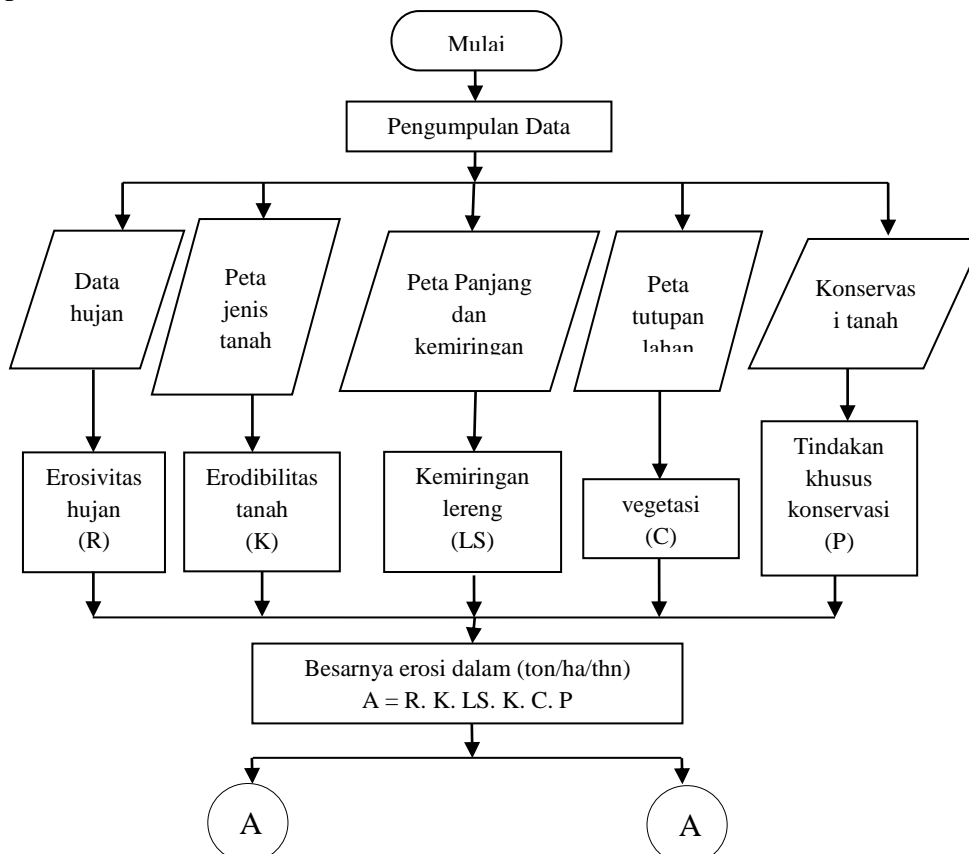 Mulai
Pengumpulan Data
Data
hujan
Peta
jenis
tanah
Peta Panjang
dan
kemiringan
Peta
tutupan
lahan
Konservas
i tanah
Erosivitas
hujan
(R)
Erodibilitas
tanah
(K)
Kemiringan
lereng
(LS)
vegetasi
(C)
Tindakan
khusus
konservasi
(P)
Besarnya erosi dalam (ton/ha/thn)
A = R. K. LS. K. C. P
A
A